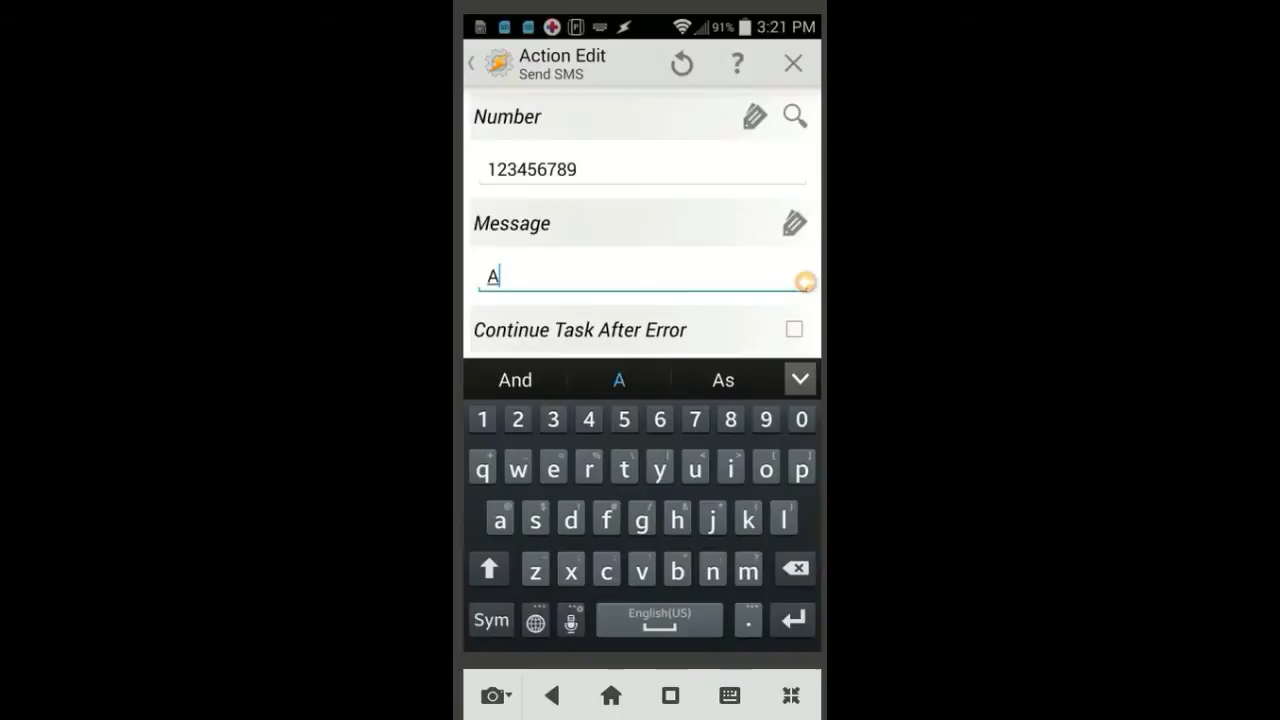 91% 3:21 PM
Action Edit
Send SMS
?
Number
123456789
Message
A
Continue Task After Error
And A As
1 2 3 4 5 6 7 8 9 0
q w e r t y u i o p
a s d f g h j k l
z x c v b n m
Sym English(US) .